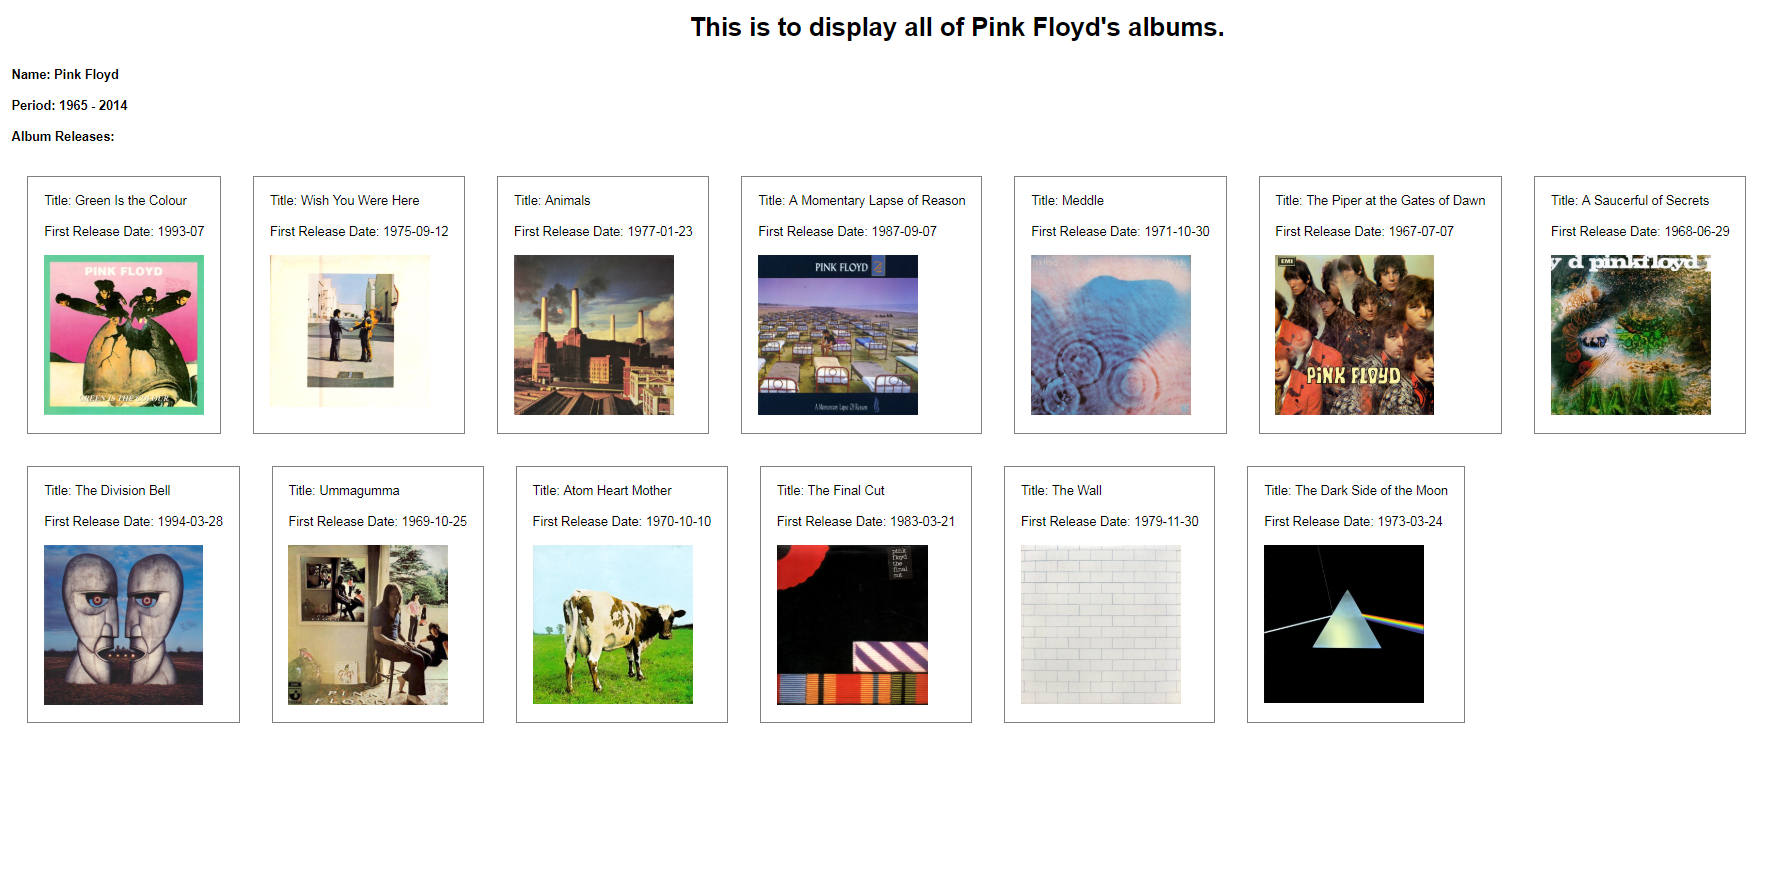 This is to display all of Pink Floyd's albums.
Name: Pink Floyd
Period: 1965 - 2014
Album Releases:
Title: Green Is the Colour
First Release Date: 1993-07
PINK FLOYD
GREEN IS THE COLOUR
Title: Wish You Were Here
First Release Date: 1975-09-12
Title: Animals
First Release Date: 1977-01-23
Title: A Momentary Lapse of Reason
First Release Date: 1987-09-07
PINK FLOYD
A Momentary Lapse Of Reason
Title: Meddle
First Release Date: 1971-10-30
Title: The Piper at the Gates of Dawn
First Release Date: 1967-07-07
EMI
PiNK FLOYD
Title: A Saucerful of Secrets
First Release Date: 1968-06-29
y d pinkfloyd
Title: The Division Bell
First Release Date: 1994-03-28
Title: Ummagumma
First Release Date: 1969-10-25
PINK
FLOYD
Title: Atom Heart Mother
First Release Date: 1970-10-10
Title: The Final Cut
First Release Date: 1983-03-21
pink
floyd
the
final
cut
Title: The Wall
First Release Date: 1979-11-30
Title: The Dark Side of the Moon
First Release Date: 1973-03-24